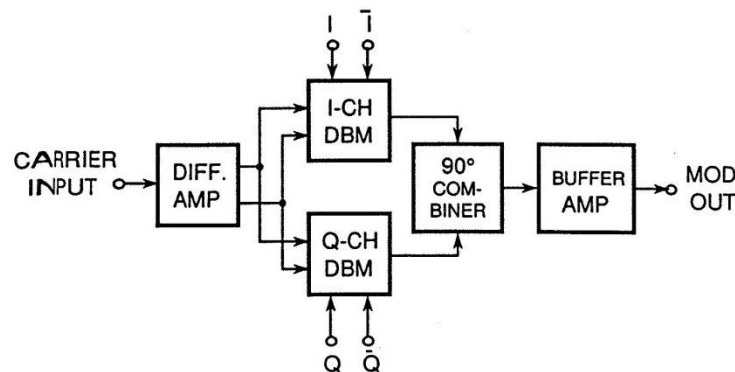 I Ī
I-CH
DBM
CARRIER
INPUT
DIFF.
AMP
90°
COM-
BINER
BUFFER
AMP
MOD
OUT
Q-CH
DBM
Q Q̄